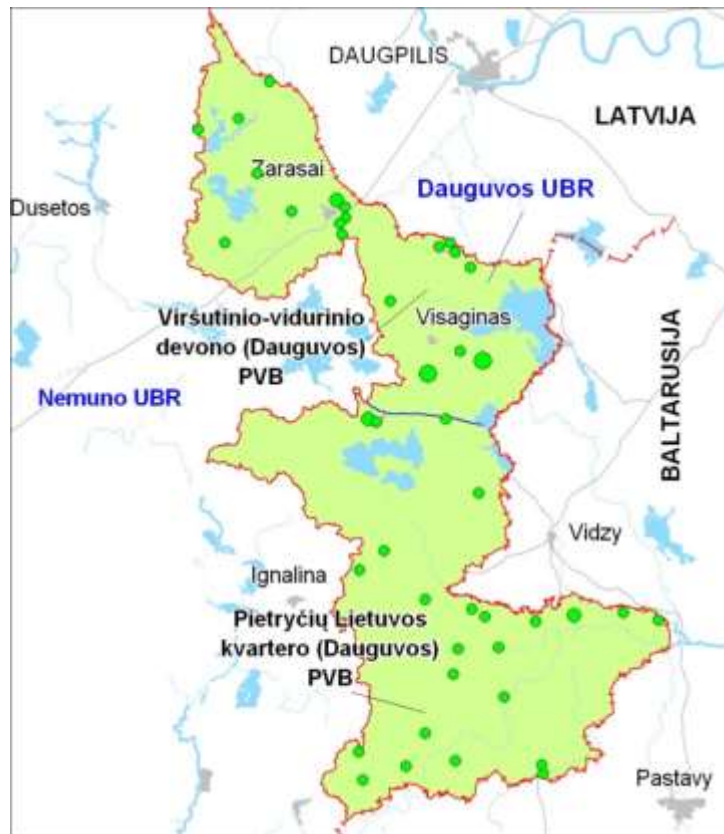 DAUGPILIS
LATVIJA
Zarasai
Dauguvos UBR
Dusetos
Viršutinio-vidurinio
devono (Dauguvos)
PVB
Visaginas
Nemuno UBR
BALTARUSIJA
Vidzy
Ignalina
Pietryčių Lietuvos
kvartero (Dauguvos)
PVB
Pastavy